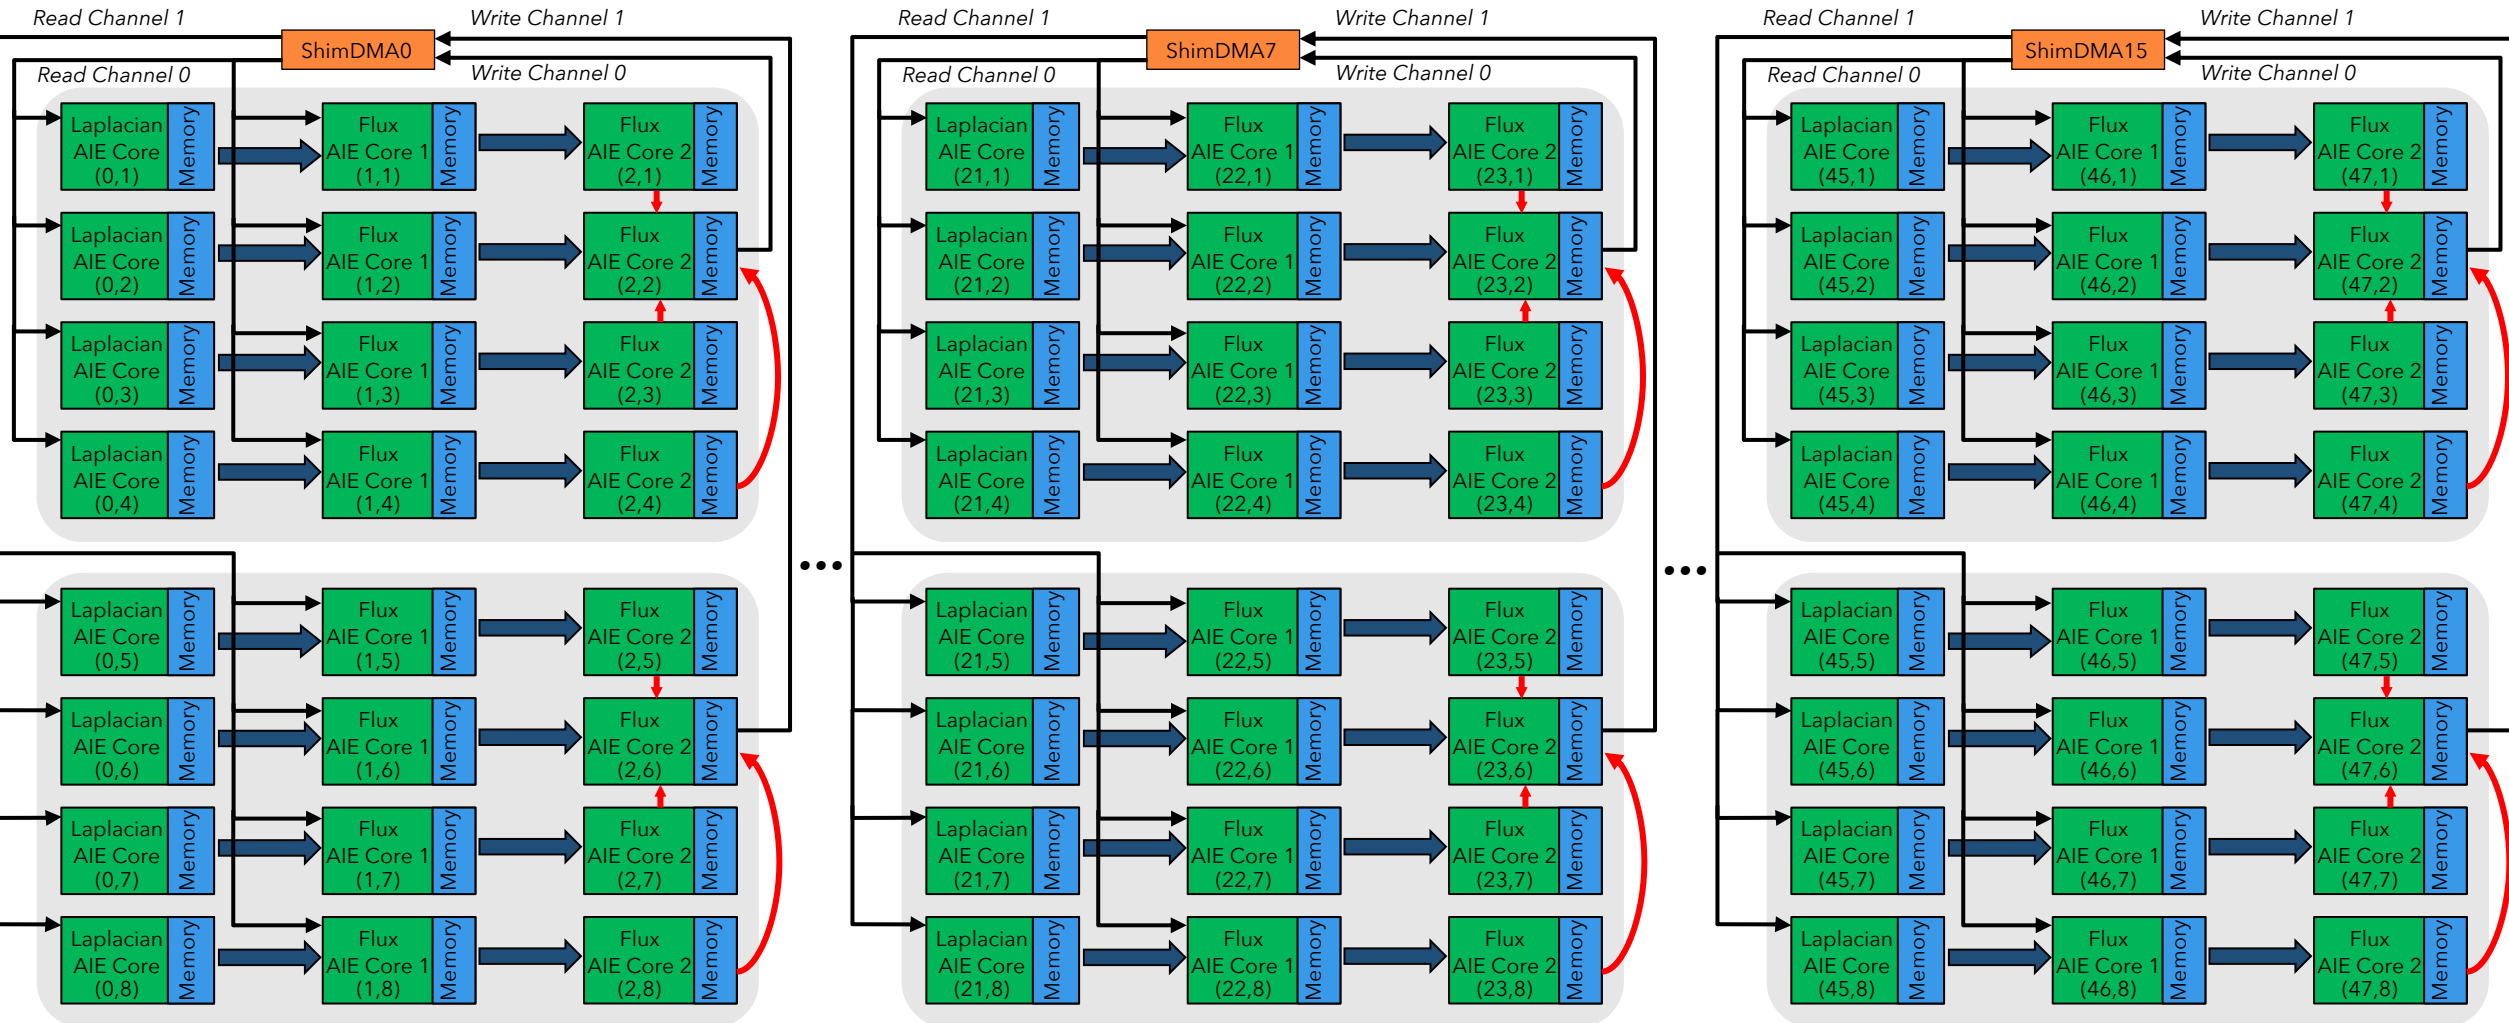 Read Channel 1
Write Channel 1
Read Channel 1
Write Channel 1
Read Channel 1
Write Channel 1
ShimDMA0
ShimDMA7
ShimDMA15
Read Channel 0
Write Channel 0
Read Channel 0
Write Channel 0
Read Channel 0
Write Channel 0
Laplacian
AIE Core
(0,1)
Memory
Flux
AIE Core 1
(1,1)
Memory
Flux
AIE Core 2
(2,1)
Memory
Laplacian
AIE Core
(21,1)
Memory
Flux
AIE Core 1
(22,1)
Memory
Flux
AIE Core 2
(23,1)
Memory
Laplacian
AIE Core
(45,1)
Memory
Flux
AIE Core 1
(46,1)
Memory
Flux
AIE Core 2
(47,1)
Memory
Laplacian
AIE Core
(0,2)
Memory
Flux
AIE Core 1
(1,2)
Memory
Flux
AIE Core 2
(2,2)
Memory
Laplacian
AIE Core
(21,2)
Memory
Flux
AIE Core 1
(22,2)
Memory
Flux
AIE Core 2
(23,2)
Memory
Laplacian
AIE Core
(45,2)
Memory
Flux
AIE Core 1
(46,2)
Memory
Flux
AIE Core 2
(47,2)
Memory
Laplacian
AIE Core
(0,3)
Memory
Flux
AIE Core 1
(1,3)
Memory
Flux
AIE Core 2
(2,3)
Memory
Laplacian
AIE Core
(21,3)
Memory
Flux
AIE Core 1
(22,3)
Memory
Flux
AIE Core 2
(23,3)
Memory
Laplacian
AIE Core
(45,3)
Memory
Flux
AIE Core 1
(46,3)
Memory
Flux
AIE Core 2
(47,3)
Memory
Laplacian
AIE Core
(0,4)
Memory
Flux
AIE Core 1
(1,4)
Memory
Flux
AIE Core 2
(2,4)
Memory
Laplacian
AIE Core
(21,4)
Memory
Flux
AIE Core 1
(22,4)
Memory
Flux
AIE Core 2
(23,4)
Memory
Laplacian
AIE Core
(45,4)
Memory
Flux
AIE Core 1
(46,4)
Memory
Flux
AIE Core 2
(47,4)
Memory
...
...
Laplacian
AIE Core
(0,5)
Memory
Flux
AIE Core 1
(1,5)
Memory
Flux
AIE Core 2
(2,5)
Memory
Laplacian
AIE Core
(21,5)
Memory
Flux
AIE Core 1
(22,5)
Memory
Flux
AIE Core 2
(23,5)
Memory
Laplacian
AIE Core
(45,5)
Memory
Flux
AIE Core 1
(46,5)
Memory
Flux
AIE Core 2
(47,5)
Memory
Laplacian
AIE Core
(0,6)
Memory
Flux
AIE Core 1
(1,6)
Memory
Flux
AIE Core 2
(2,6)
Memory
Laplacian
AIE Core
(21,6)
Memory
Flux
AIE Core 1
(22,6)
Memory
Flux
AIE Core 2
(23,6)
Memory
Laplacian
AIE Core
(45,6)
Memory
Flux
AIE Core 1
(46,6)
Memory
Flux
AIE Core 2
(47,6)
Memory
Laplacian
AIE Core
(0,7)
Memory
Flux
AIE Core 1
(1,7)
Memory
Flux
AIE Core 2
(2,7)
Memory
Laplacian
AIE Core
(21,7)
Memory
Flux
AIE Core 1
(22,7)
Memory
Flux
AIE Core 2
(23,7)
Memory
Laplacian
AIE Core
(45,7)
Memory
Flux
AIE Core 1
(46,7)
Memory
Flux
AIE Core 2
(47,7)
Memory
Laplacian
AIE Core
(0,8)
Memory
Flux
AIE Core 1
(1,8)
Memory
Flux
AIE Core 2
(2,8)
Memory
Laplacian
AIE Core
(21,8)
Memory
Flux
AIE Core 1
(22,8)
Memory
Flux
AIE Core 2
(23,8)
Memory
Laplacian
AIE Core
(45,8)
Memory
Flux
AIE Core 1
(46,8)
Memory
Flux
AIE Core 2
(47,8)
Memory